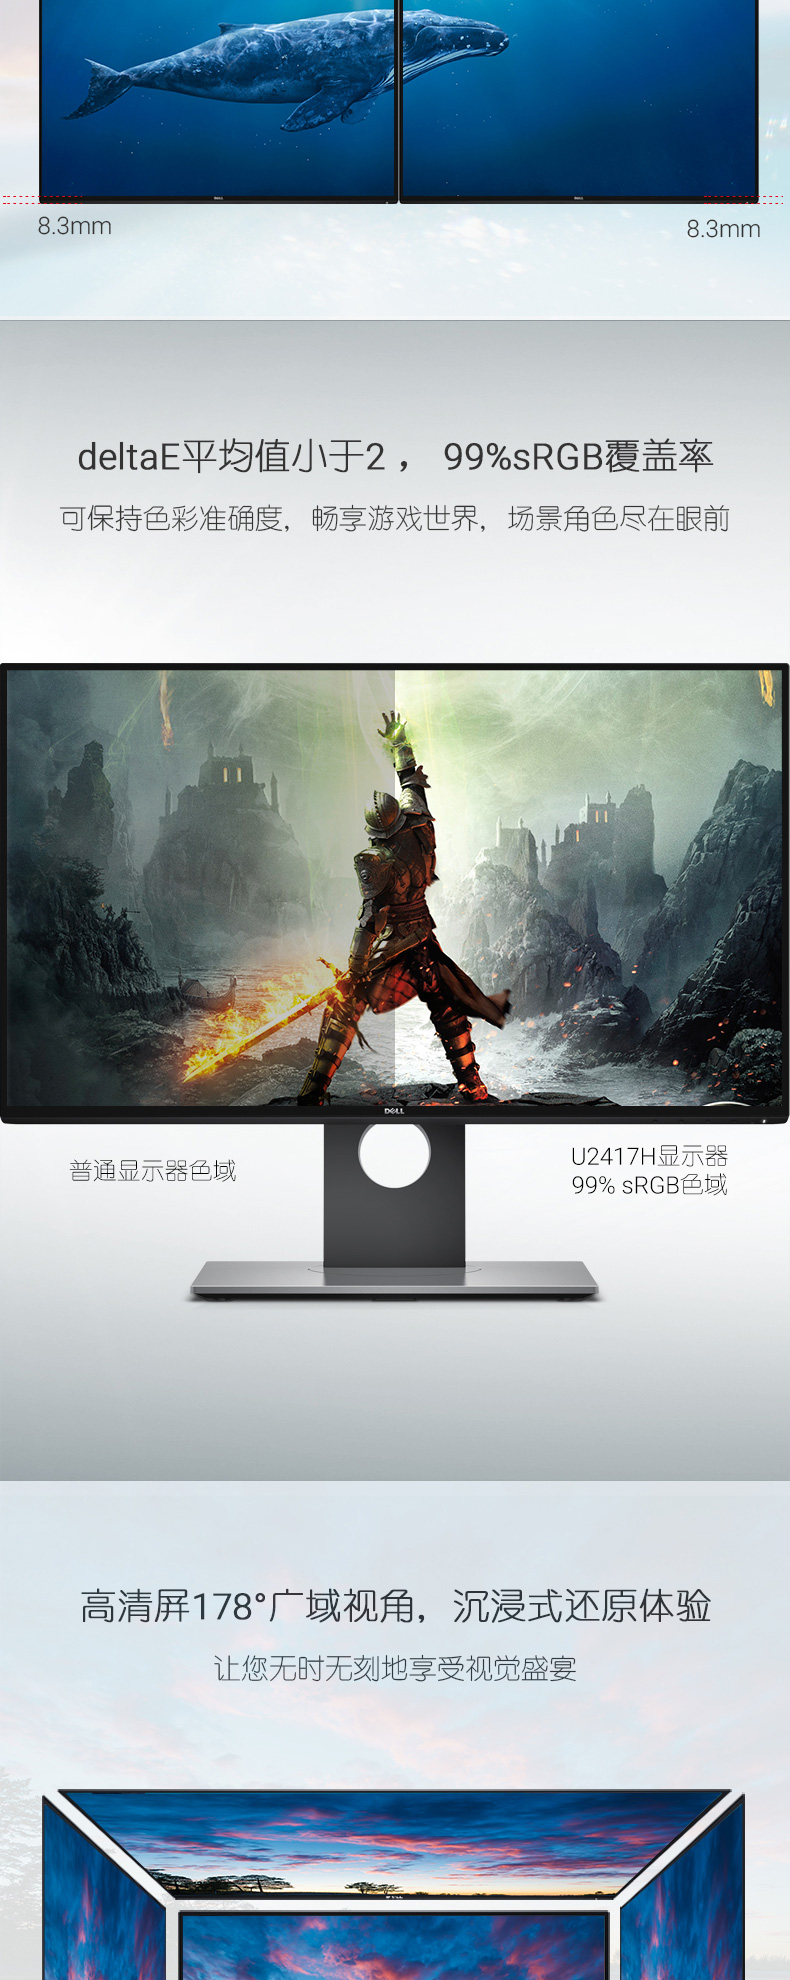 DELL
DELL
8.3mm
8.3mm
deltaE平均值小于2， 99%sRGB覆盖率
可保持色彩准确度，畅享游戏世界，场景角色尽在眼前
DELL
普通显示器色域
U2417H显示器
99% sRGB色域
高清屏178°广域视角，沉浸式还原体验
让您无时无刻地享受视觉盛宴
DELL